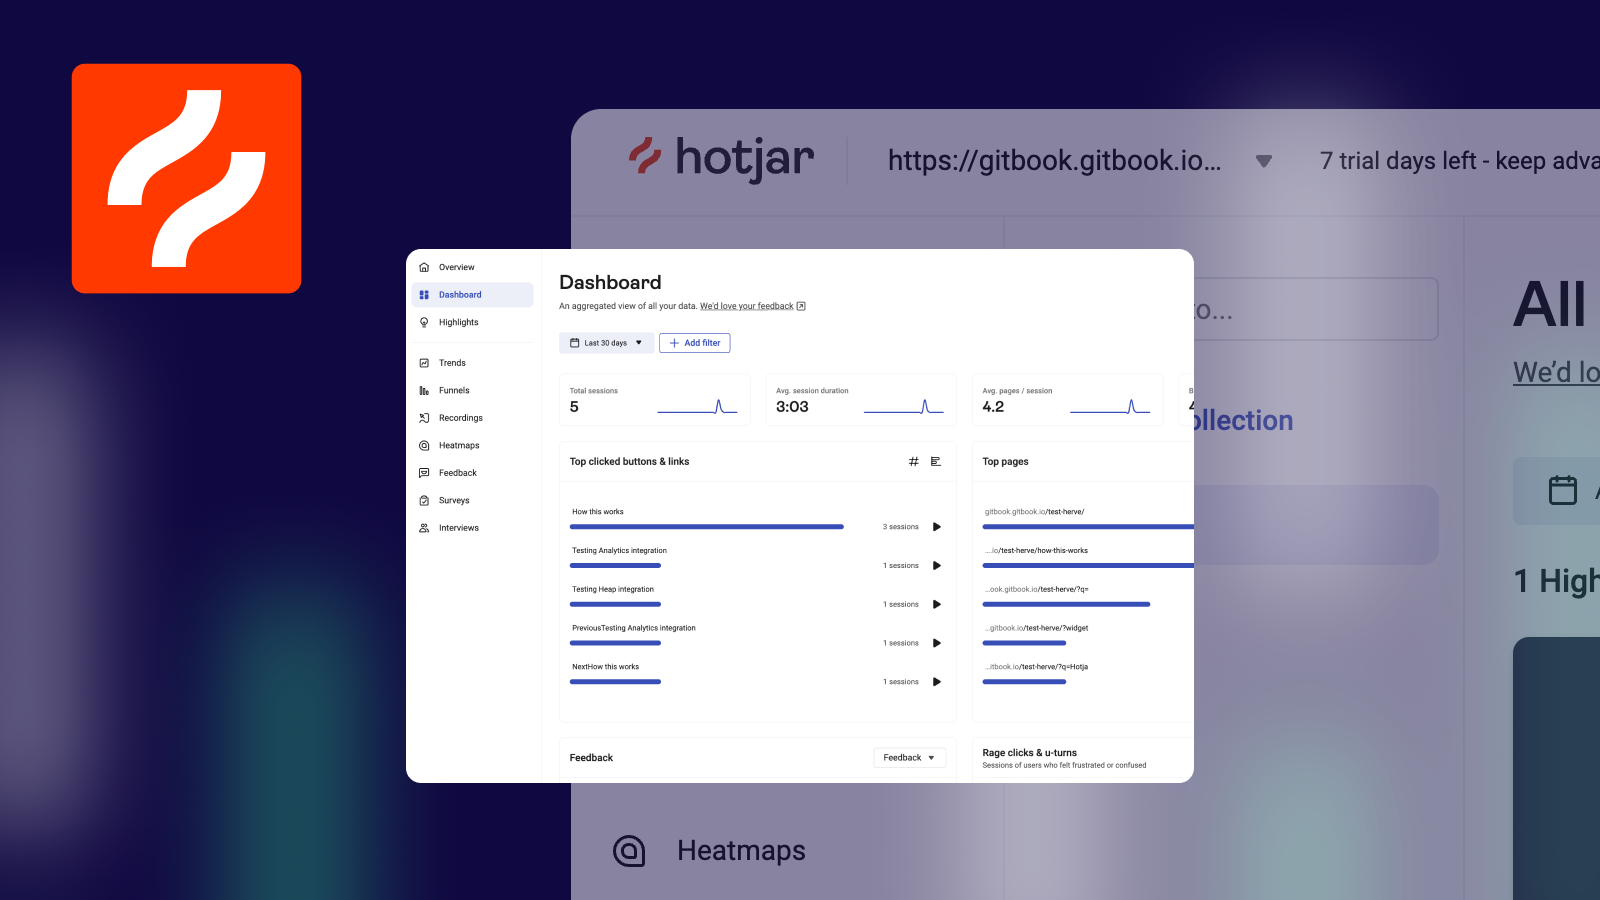 hotjar
https://gitbook.gitbook.io...
7 trial days left - keep adva
Overview
Dashboard
Highlights
Trends
Funnels
Recordings
Heatmaps
Feedback
Surveys
Interviews
Dashboard
An aggregated view of all your data. We'd love your feedback
Last 30 days
Add filter
Total sessions
5
Avg. session duration
3:03
Avg. pages / session
4.2
B
4
Top clicked buttons & links
How this works
3 sessions
Testing Analytics integration
1 sessions
Testing Heap integration
1 sessions
PreviousTesting Analytics integration
1 sessions
NextHow this works
1 sessions
Top pages
gitbook.gitbook.io/test-herve/
....io/test-herve/how-this-works
...ook.gitbook.io/test-herve/?q=
...gitbook.io/test-herve/?widget
...itbook.io/test-herve/?q=Hotja
Feedback
Feedback
Rage clicks & u-turns
Sessions of users who felt frustrated or confused
to...
ollection
All
We'd lo
1 High
Heatmaps